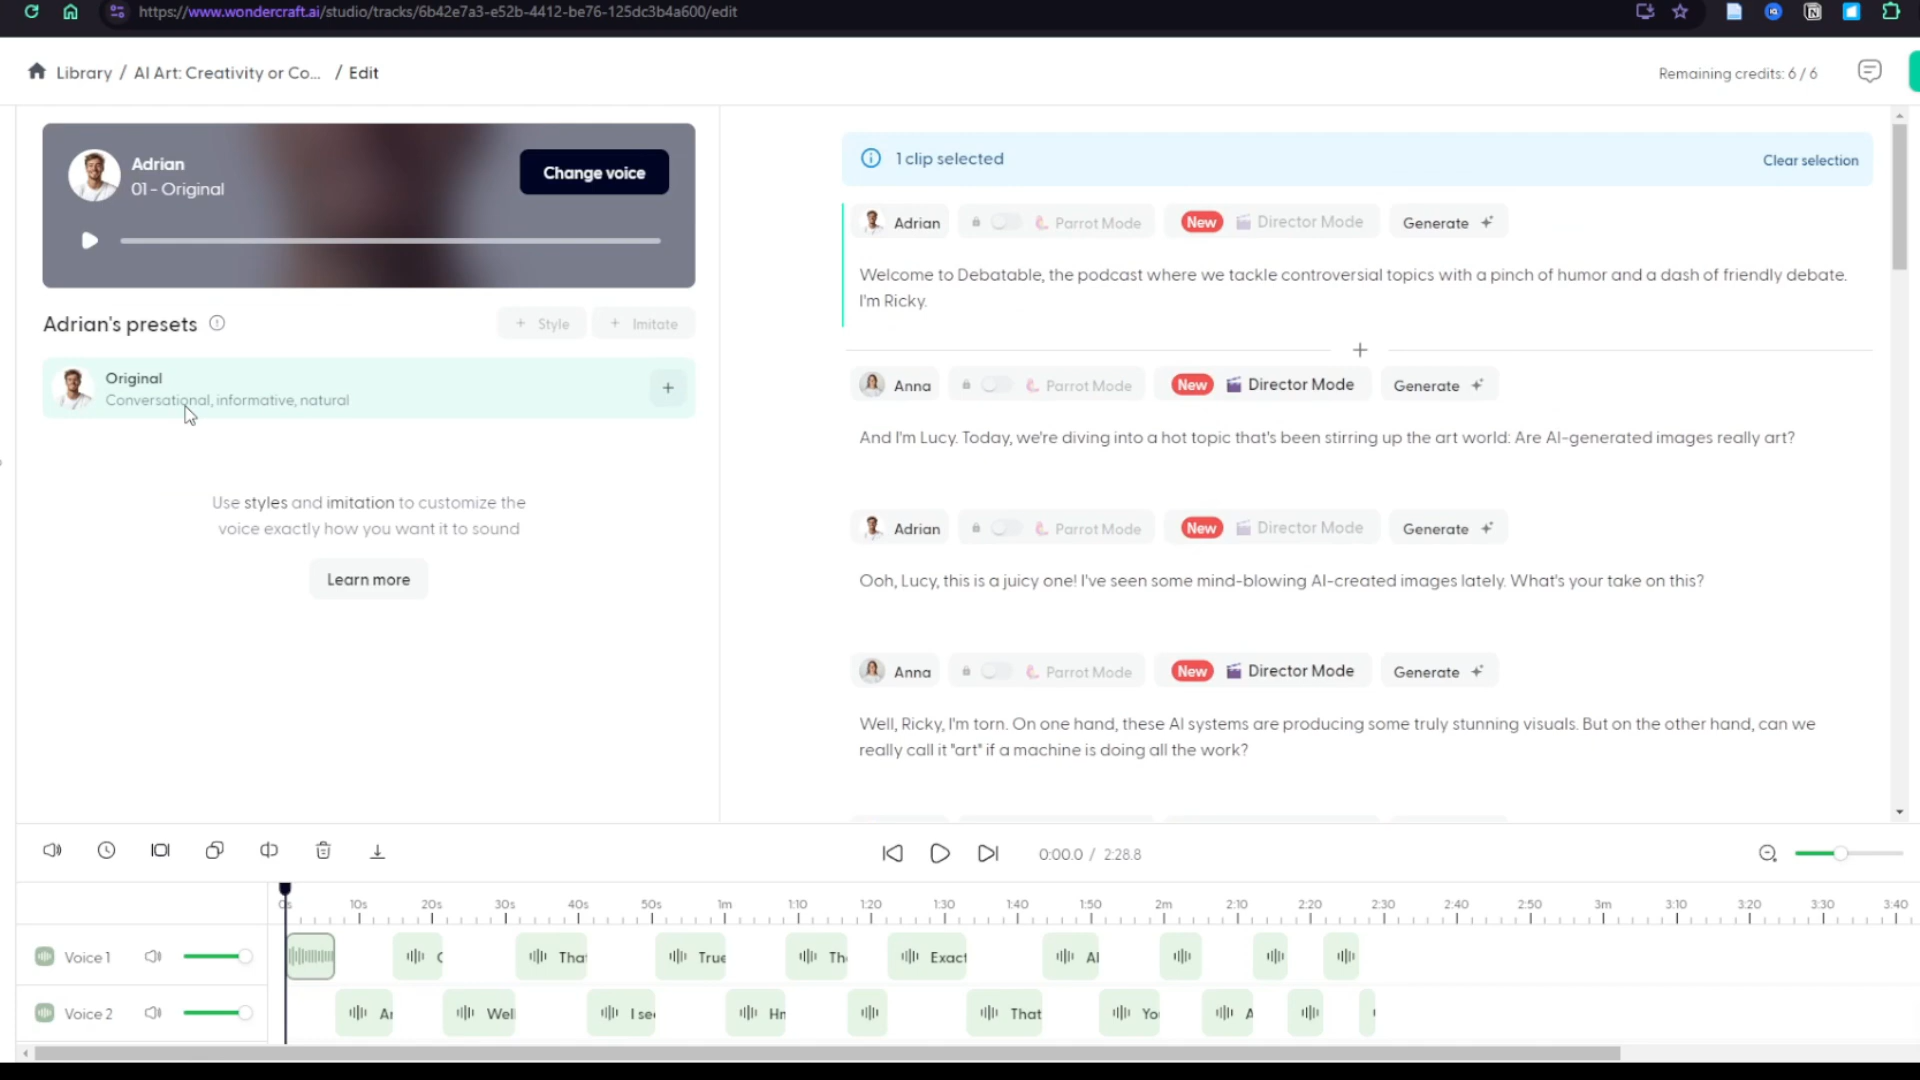 https://www.wondercraft.ai/studio/tracks/6b42e7a3-e52b-4412-be76-125dc3b4a600/edit
Library / AI Art: Creativity or Co... / Edit
Remaining credits: 6 / 6
Adrian
01 - Original
Change voice
Adrian's presets
+ Style
+ Imitate
Original
Conversational, informative, natural
+
Use styles and imitation to customize the
voice exactly how you want it to sound
Learn more
1 clip selected
Clear selection
Adrian Parrot Mode New Director Mode Generate
Welcome to Debatable, the podcast where we tackle controversial topics with a pinch of humor and a dash of friendly debate.
I'm Ricky.
+
Anna Parrot Mode New Director Mode Generate
And I'm Lucy. Today, we're diving into a hot topic that's been stirring up the art world: Are AI-generated images really art?
Adrian Parrot Mode New Director Mode Generate
Ooh, Lucy, this is a juicy one! I've seen some mind-blowing AI-created images lately. What's your take on this?
Anna Parrot Mode New Director Mode Generate
Well, Ricky, I'm torn. On one hand, these AI systems are producing some truly stunning visuals. But on the other hand, can we
really call it "art" if a machine is doing all the work?
0:00.0 / 2:28.8
0s 10s 20s 30s 40s 50s 1m 1:10 1:20 1:30 1:40 1:50 2m 2:10 2:20 2:30 2:40 2:50 3m 3:10 3:20 3:30 3:40
Voice 1 Tha True Th Exact Al
Voice 2 Ar Well I see Hn That Yo A